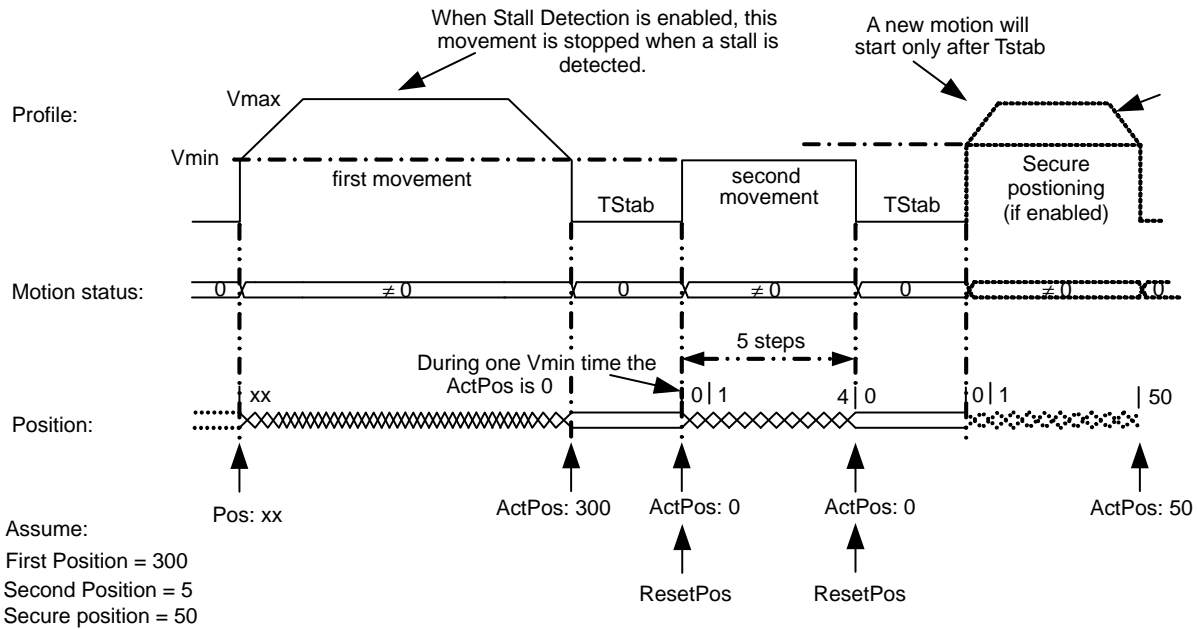 When Stall Detection is enabled, this
movement is stopped when a stall is
detected.
A new motion will
start only after Tstab
Profile:
Vmax
Vmin
first movement
TStab
second
movement
TStab
Secure
postioning
(if enabled)
Motion status:
0
≠ 0
0
≠ 0
0
≠ 0
0
5 steps
During one Vmin time the
ActPos is 0
Position:
xx
0 | 1
4 | 0
0 | 1
| 50
Pos: xx
ActPos: 300
ActPos: 0
ActPos: 0
ActPos: 50
ResetPos
ResetPos
Assume:
First Position = 300
Second Position = 5
Secure position = 50